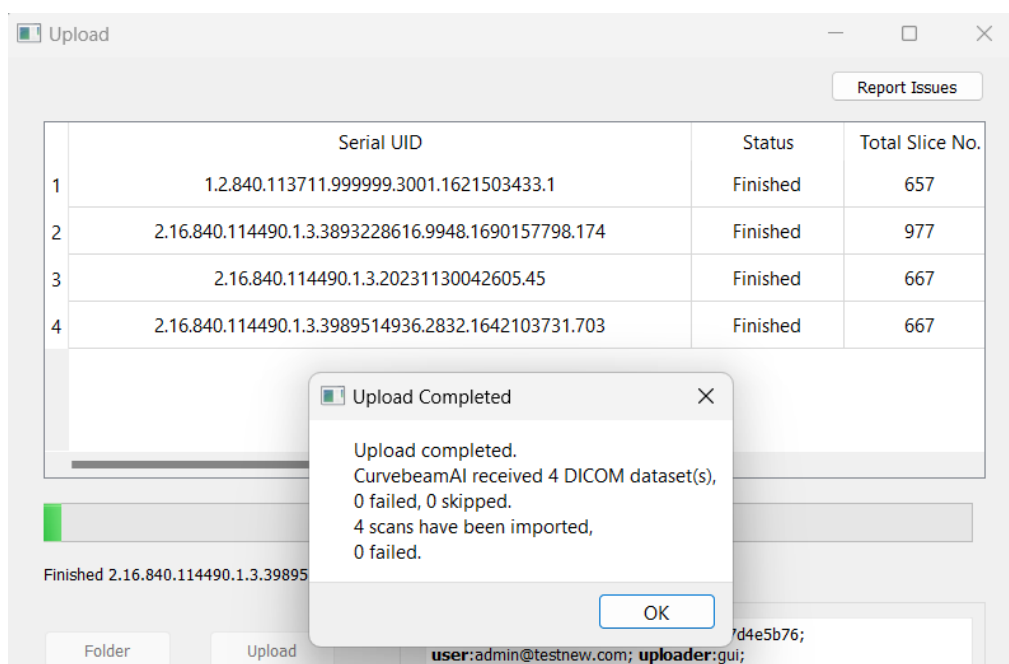 Upload
Report Issues
Serial UID Status Total Slice No.
1 1.2.840.113711.999999.3001.1621503433.1 Finished 657
2 2.16.840.114490.1.3.3893228616.9948.1690157798.174 Finished 977
3 2.16.840.114490.1.3.20231130042605.45 Finished 667
4 2.16.840.114490.1.3.3989514936.2832.1642103731.703 Finished 667
Upload Completed
Upload completed.
CurvebeamAI received 4 DICOM dataset(s),
0 failed, 0 skipped.
4 scans have been imported,
0 failed.
OK
Finished 2.16.840.114490.1.3.39895
Folder Upload
7d4e5b76;
user:admin@testnew.com; uploader:gui;